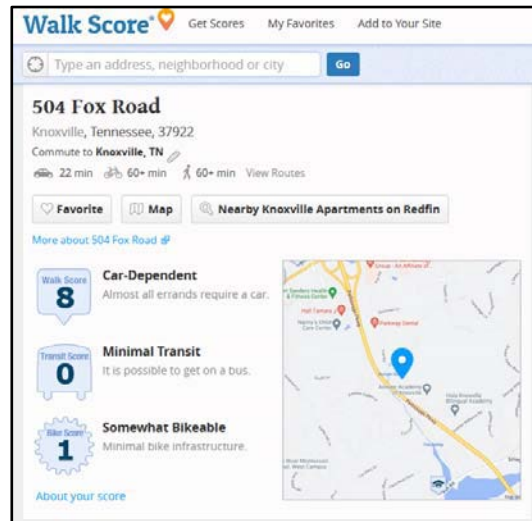 Walk Score® Get Scores My Favorites Add to Your Site
Type an address, neighborhood or city Go
504 Fox Road
Knoxville, Tennessee, 37922
Commute to Knoxville, TN
22 min 60+ min 60+ min View Routes
Favorite Map Nearby Knoxville Apartments on Redfin
More about 504 Fox Road
Walk Score
8
Car-Dependent
Almost all errands require a car.
Transit Score
0
Minimal Transit
It is possible to get on a bus.
Bike Score
1
Somewhat Bikeable
Minimal bike infrastructure.
About your score
Parkway Dental